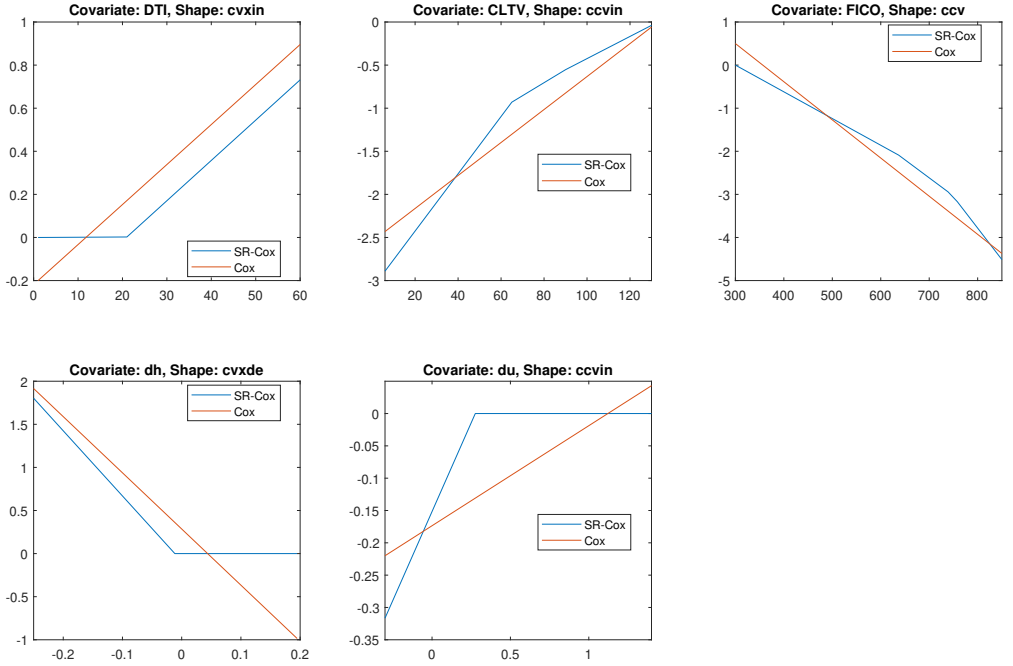 Covariate: DTI, Shape: cvxin
1
0.8
0.6
0.4
0.2
0
-0.2
0 10 20 30 40 50 60
SR-Cox
Cox
Covariate: CLTV, Shape: ccvin
0
-0.5
-1
-1.5
-2
-2.5
-3
20 40 60 80 100 120
SR-Cox
Cox
Covariate: FICO, Shape: ccv
1
0
-1
-2
-3
-4
-5
300 400 500 600 700 800
SR-Cox
Cox
Covariate: dh, Shape: cvxde
2
1.5
1
0.5
0
-0.5
-1
-0.2 -0.1 0 0.1 0.2
SR-Cox
Cox
Covariate: du, Shape: ccvin
0
-0.05
-0.1
-0.15
-0.2
-0.25
-0.3
-0.35
0 1
SR-Cox
Cox